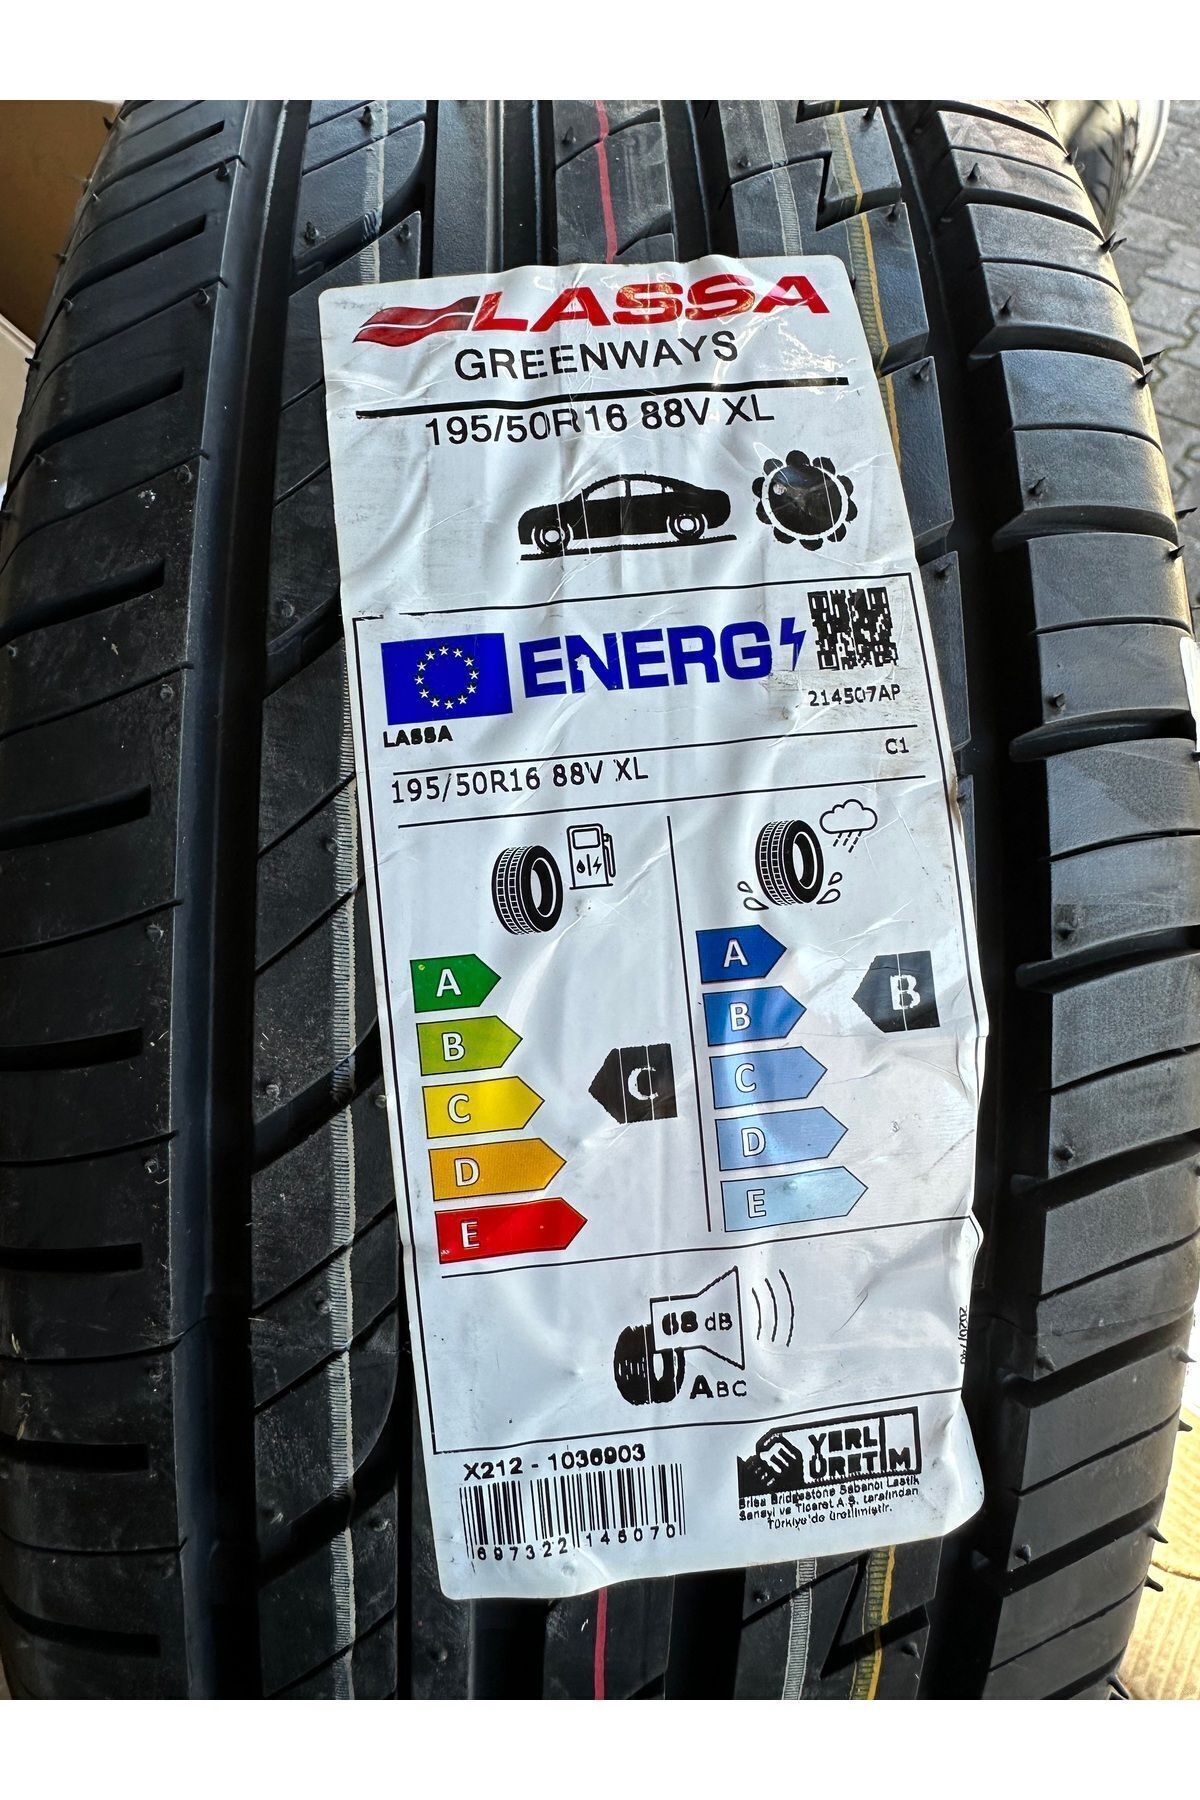 LASSA
GREENWAYS
195/50R16 88V XL
ENERG
214507AP
LASSA
195/50R16 88V XL
C1
A
B
C
D
E
C
A
B
C
D
E
B
68 dB
ABC
X212 - 1036903
YERLİ
ÜRETİM
Brisa Bridgestone Sabancı Lastik
Sanayi ve Ticaret A.Ş. tarafından
Türkiye'de üretilmiştir.